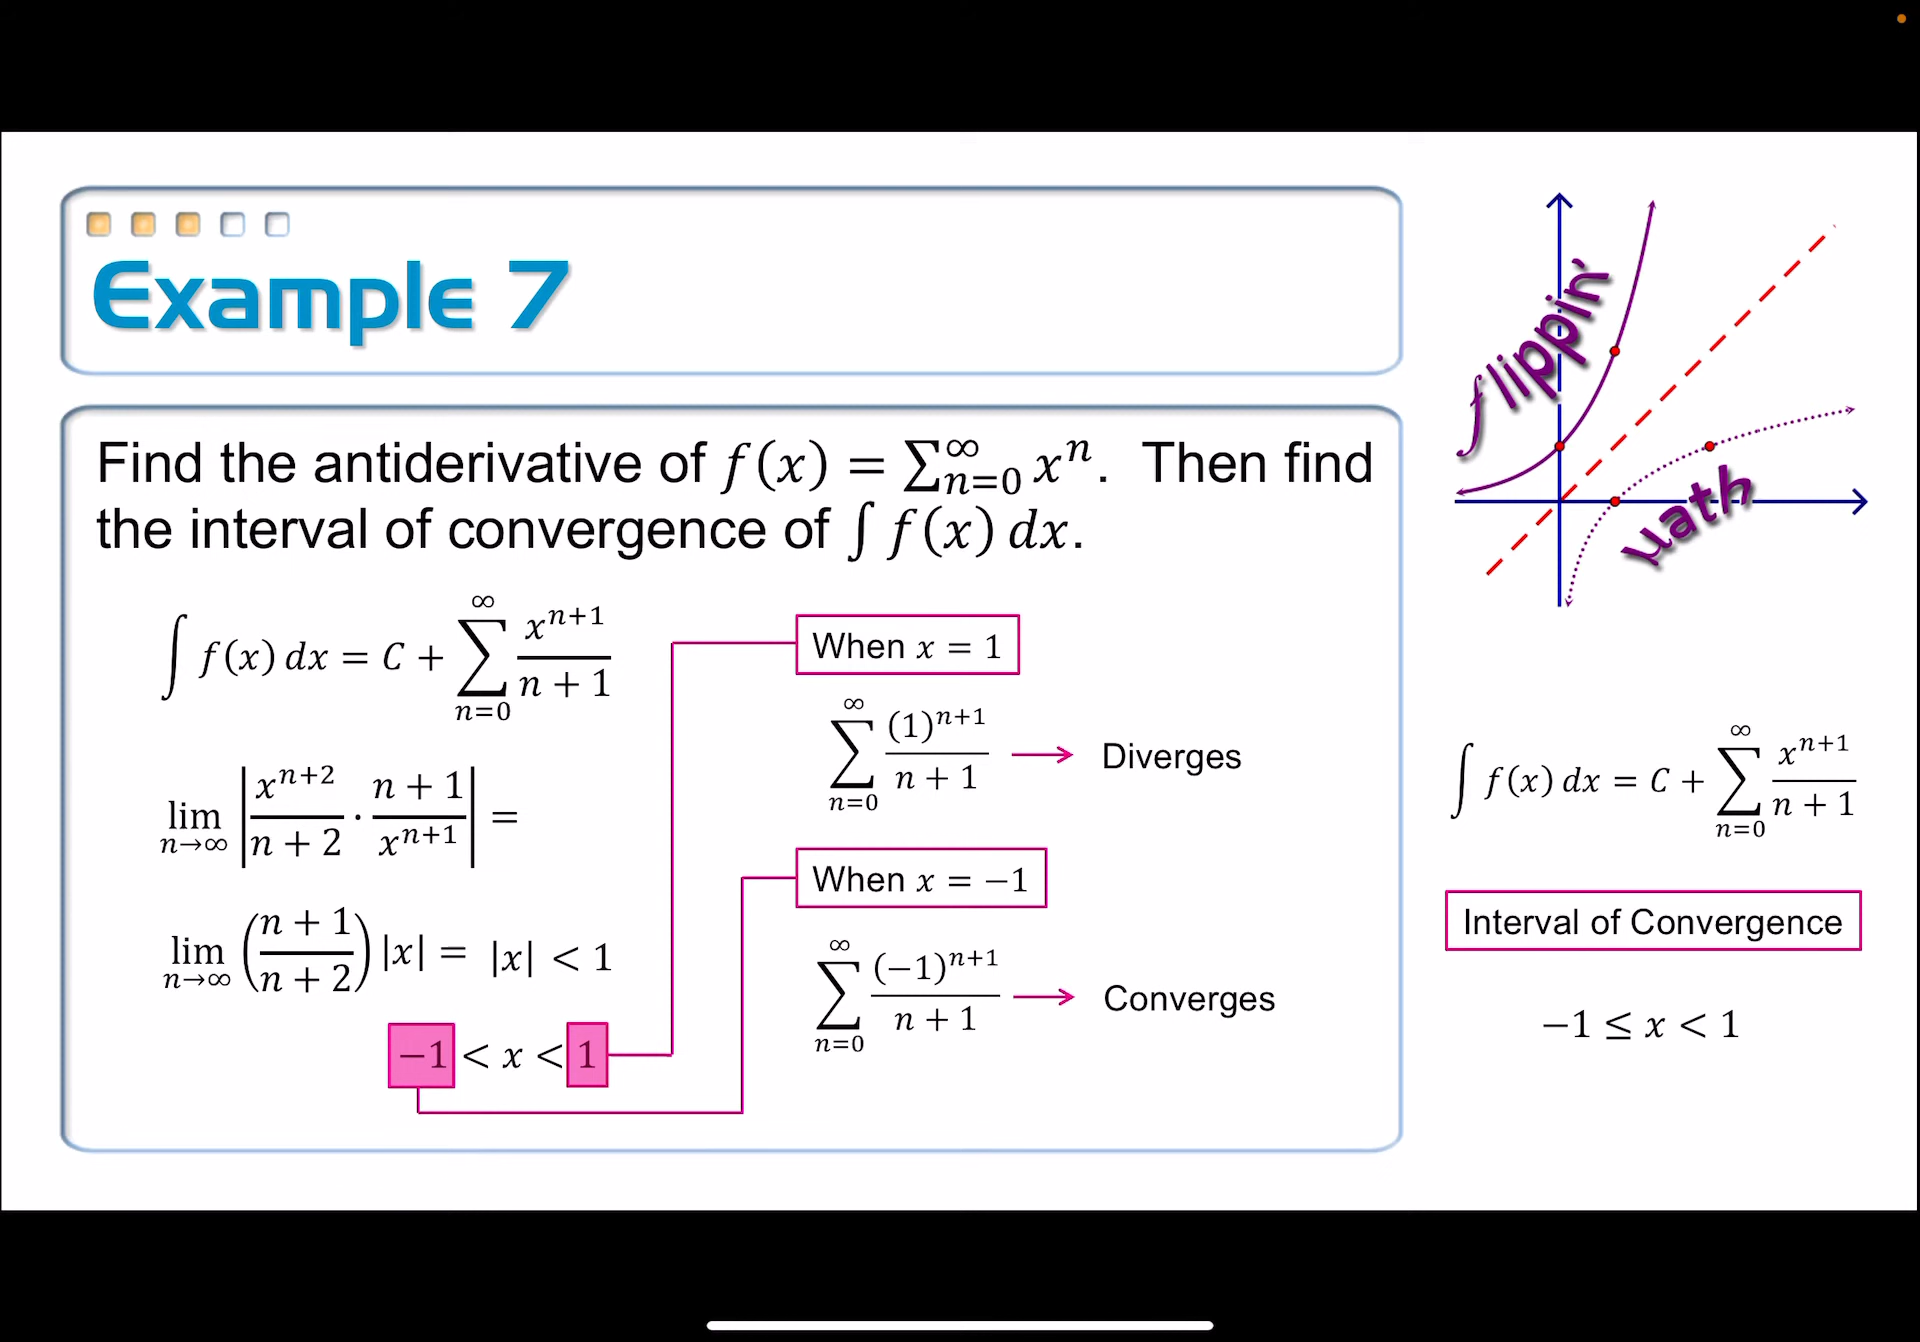 Example 7
flippin'
math
Find the antiderivative of f(x) = ∑_{n=0}^{∞} x^n. Then find
the interval of convergence of ∫ f(x) dx.
∫ f(x) dx = C + ∑_{n=0}^{∞} x^{n+1}/(n + 1)
lim_{n→∞} |x^{n+2}/(n + 2) · (n + 1)/x^{n+1}| =
lim_{n→∞} ((n + 1)/(n + 2)) |x| = |x| < 1
−1 < x < 1
When x = 1
∑_{n=0}^{∞} (1)^{n+1}/(n + 1) → Diverges
When x = −1
∑_{n=0}^{∞} (−1)^{n+1}/(n + 1) → Converges
∫ f(x) dx = C + ∑_{n=0}^{∞} x^{n+1}/(n + 1)
Interval of Convergence
−1 ≤ x < 1